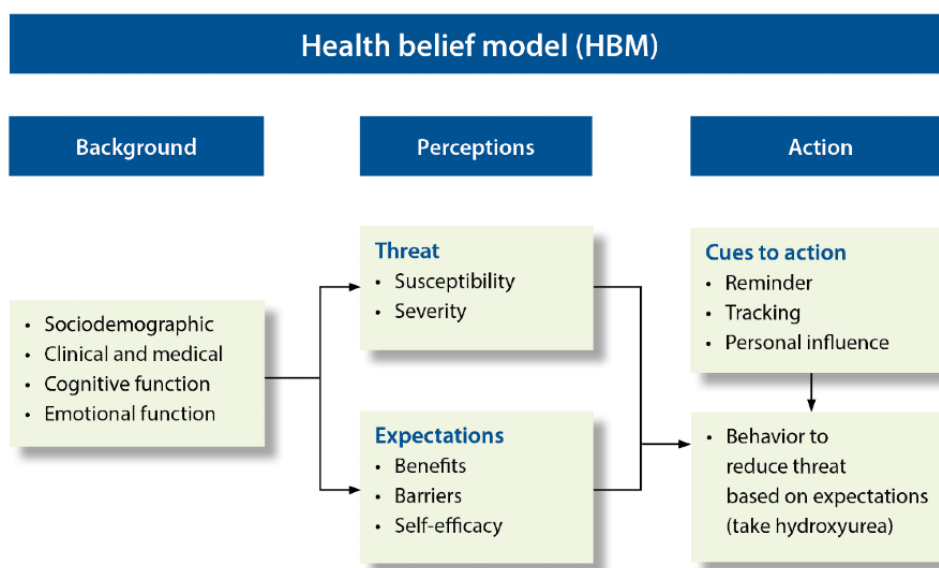 Health belief model (HBM)
Background
Perceptions
Action
• Sociodemographic
• Clinical and medical
• Cognitive function
• Emotional function
Threat
• Susceptibility
• Severity
Expectations
• Benefits
• Barriers
• Self-efficacy
Cues to action
• Reminder
• Tracking
• Personal influence
• Behavior to
reduce threat
based on expectations
(take hydroxyurea)